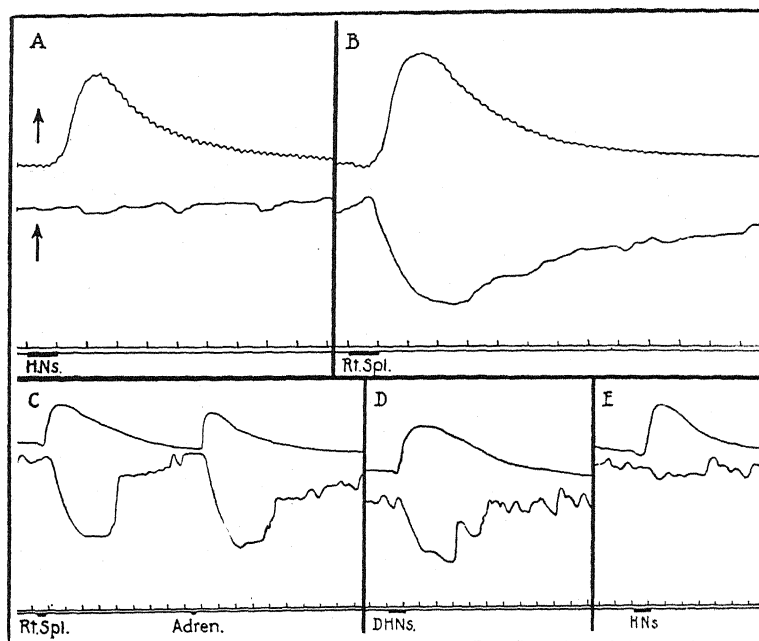 A B
H.Ns. Rt.Spl.
C D E
Rt.Spl. Adren. DHNs. HNs